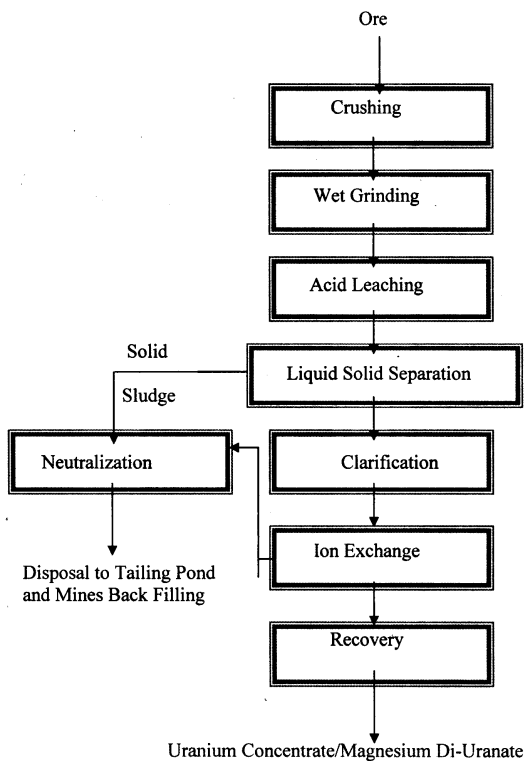 Ore
Crushing
Wet Grinding
Acid Leaching
Solid
Liquid Solid Separation
Sludge
Neutralization
Clarification
Ion Exchange
Disposal to Tailing Pond
and Mines Back Filling
Recovery
Uranium Concentrate/Magnesium Di-Uranate